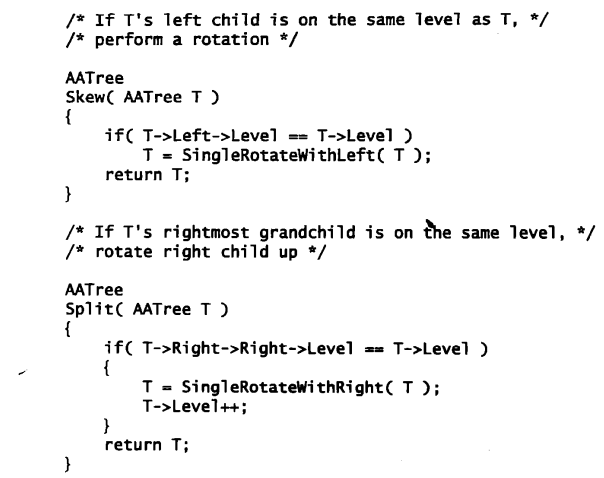 /* If T's left child is on the same level as T, */
/* perform a rotation */
AATree
Skew( AATree T )
{
if( T->Left->Level == T->Level )
T = SingleRotateWithLeft( T );
return T;
}
/* If T's rightmost grandchild is on the same level, */
/* rotate right child up */
AATree
Split( AATree T )
{
if( T->Right->Right->Level == T->Level )
{
T = SingleRotateWithRight( T );
T->Level++;
}
return T;
}